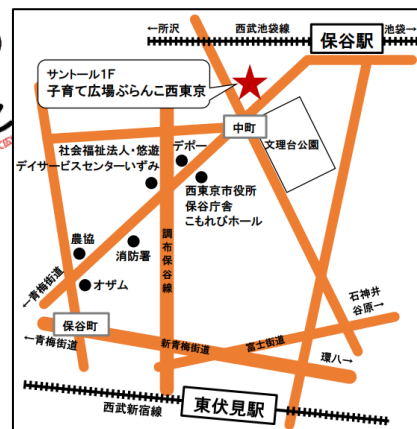 ←所沢
西武池袋線
保谷駅
池袋→
サントール1F
子育て広場ぶらんこ西東京
中町
文理台公園
社会福祉法人・悠遊
デイサービスセンターいずみ
デポー
西東京市役所
保谷庁舎
こもれびホール
農協
消防署
調布保谷線
オザム
←青梅街道
保谷町
←青梅街道
新青梅街道
富士街道
石神井
谷原→
環八→
西武新宿線
東伏見駅